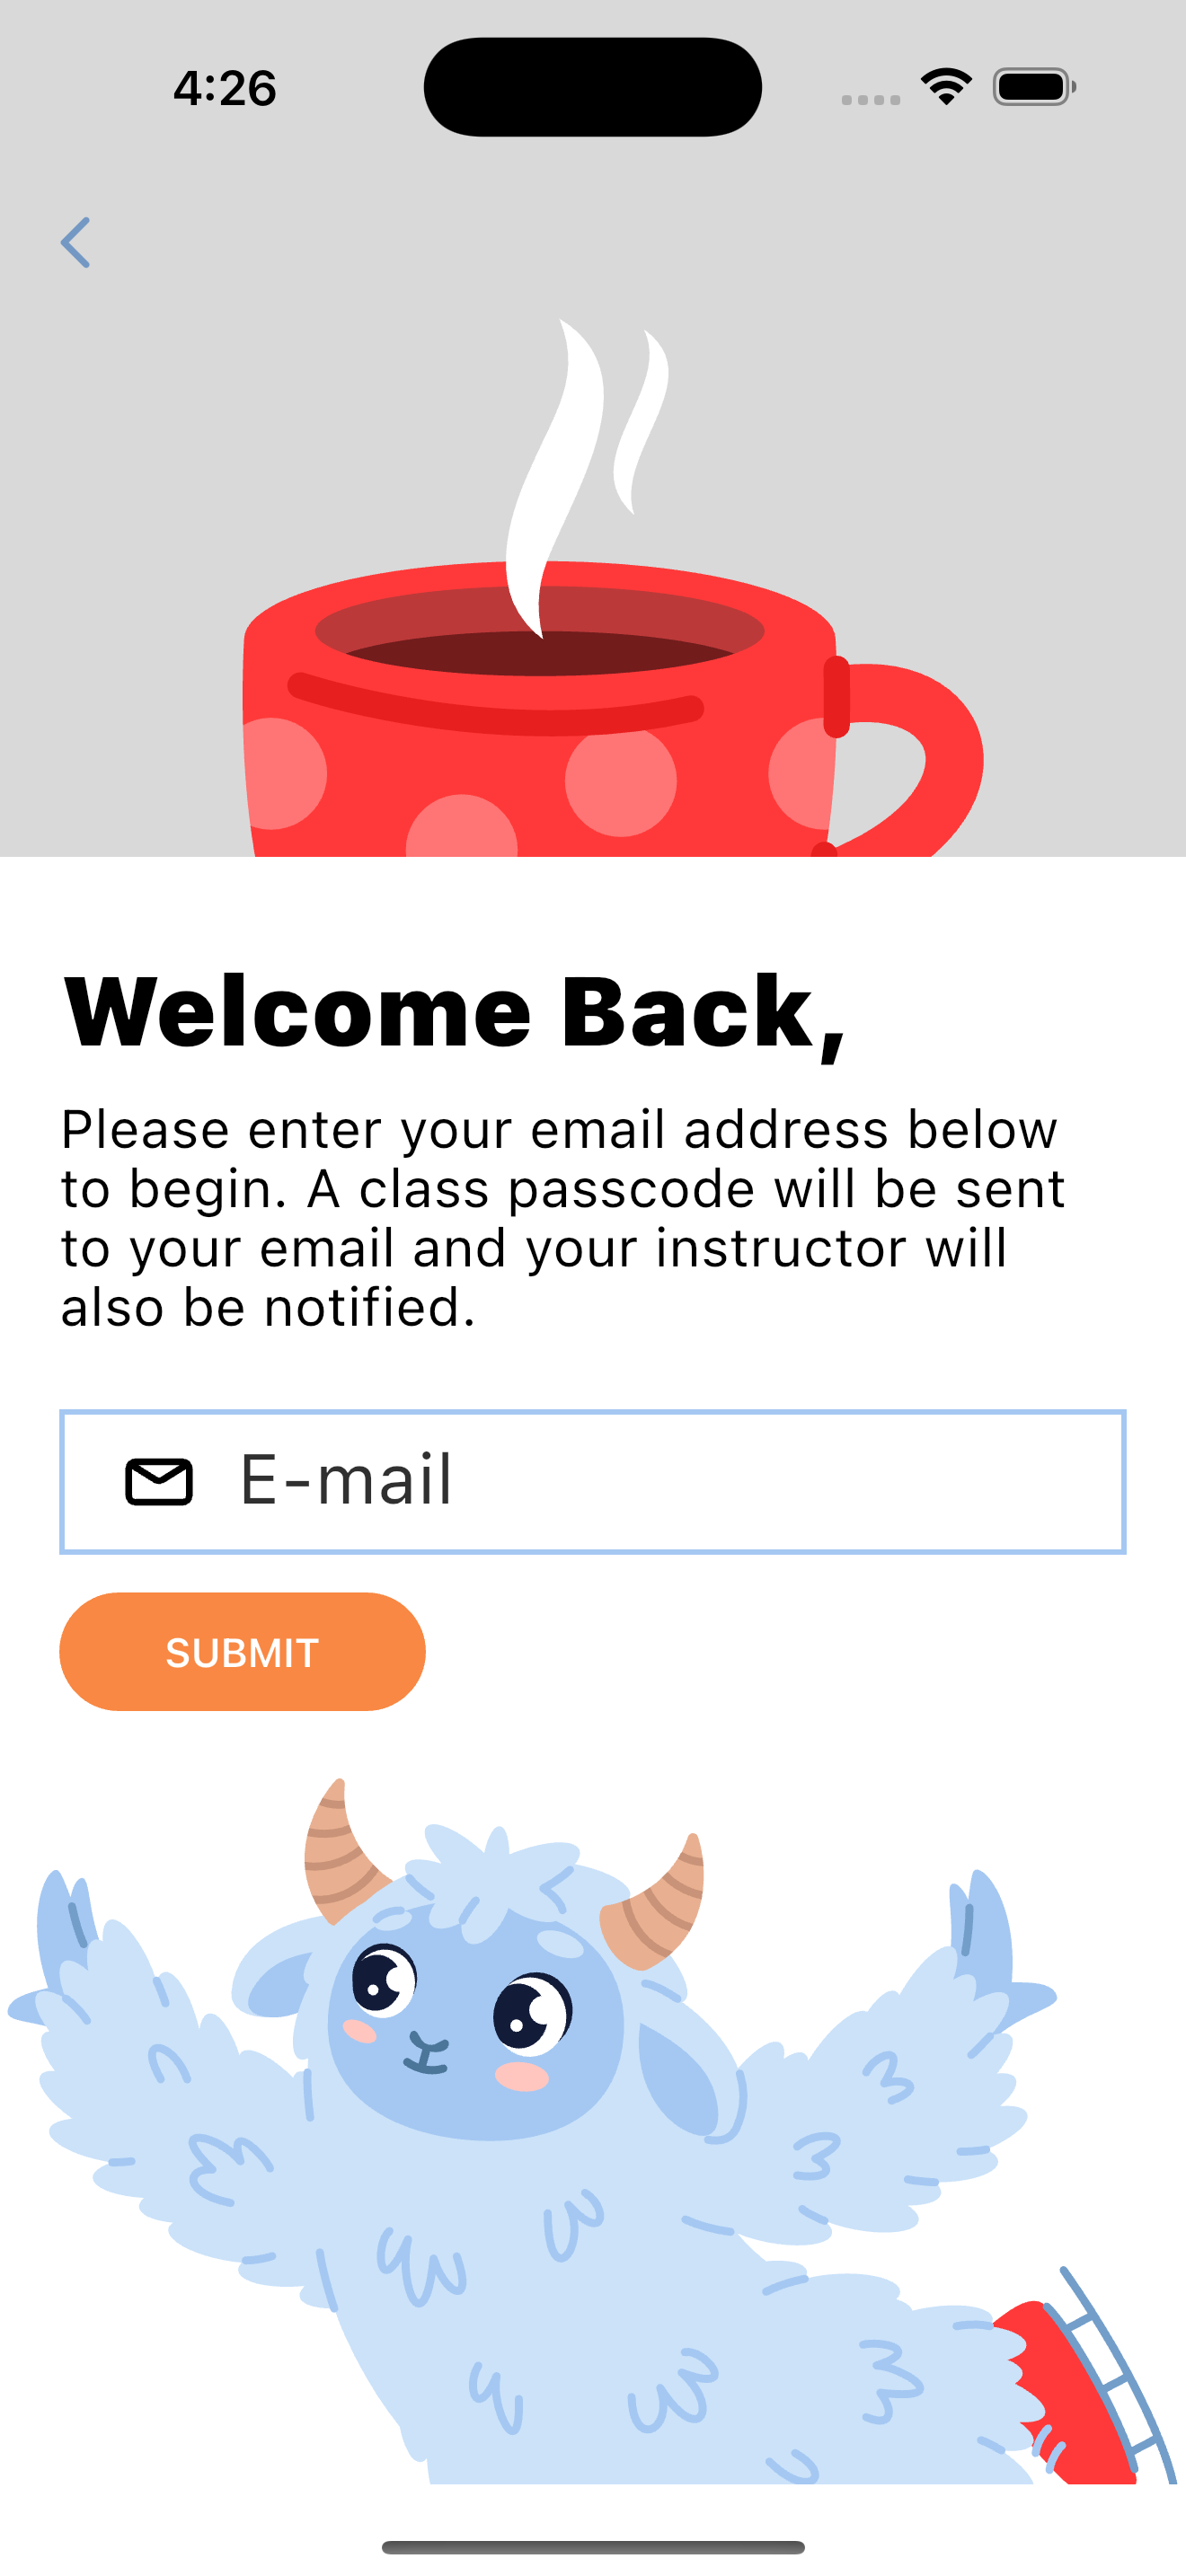 4:26
Welcome Back,
Please enter your email address below
to begin. A class passcode will be sent
to your email and your instructor will
also be notified.
E-mail
SUBMIT